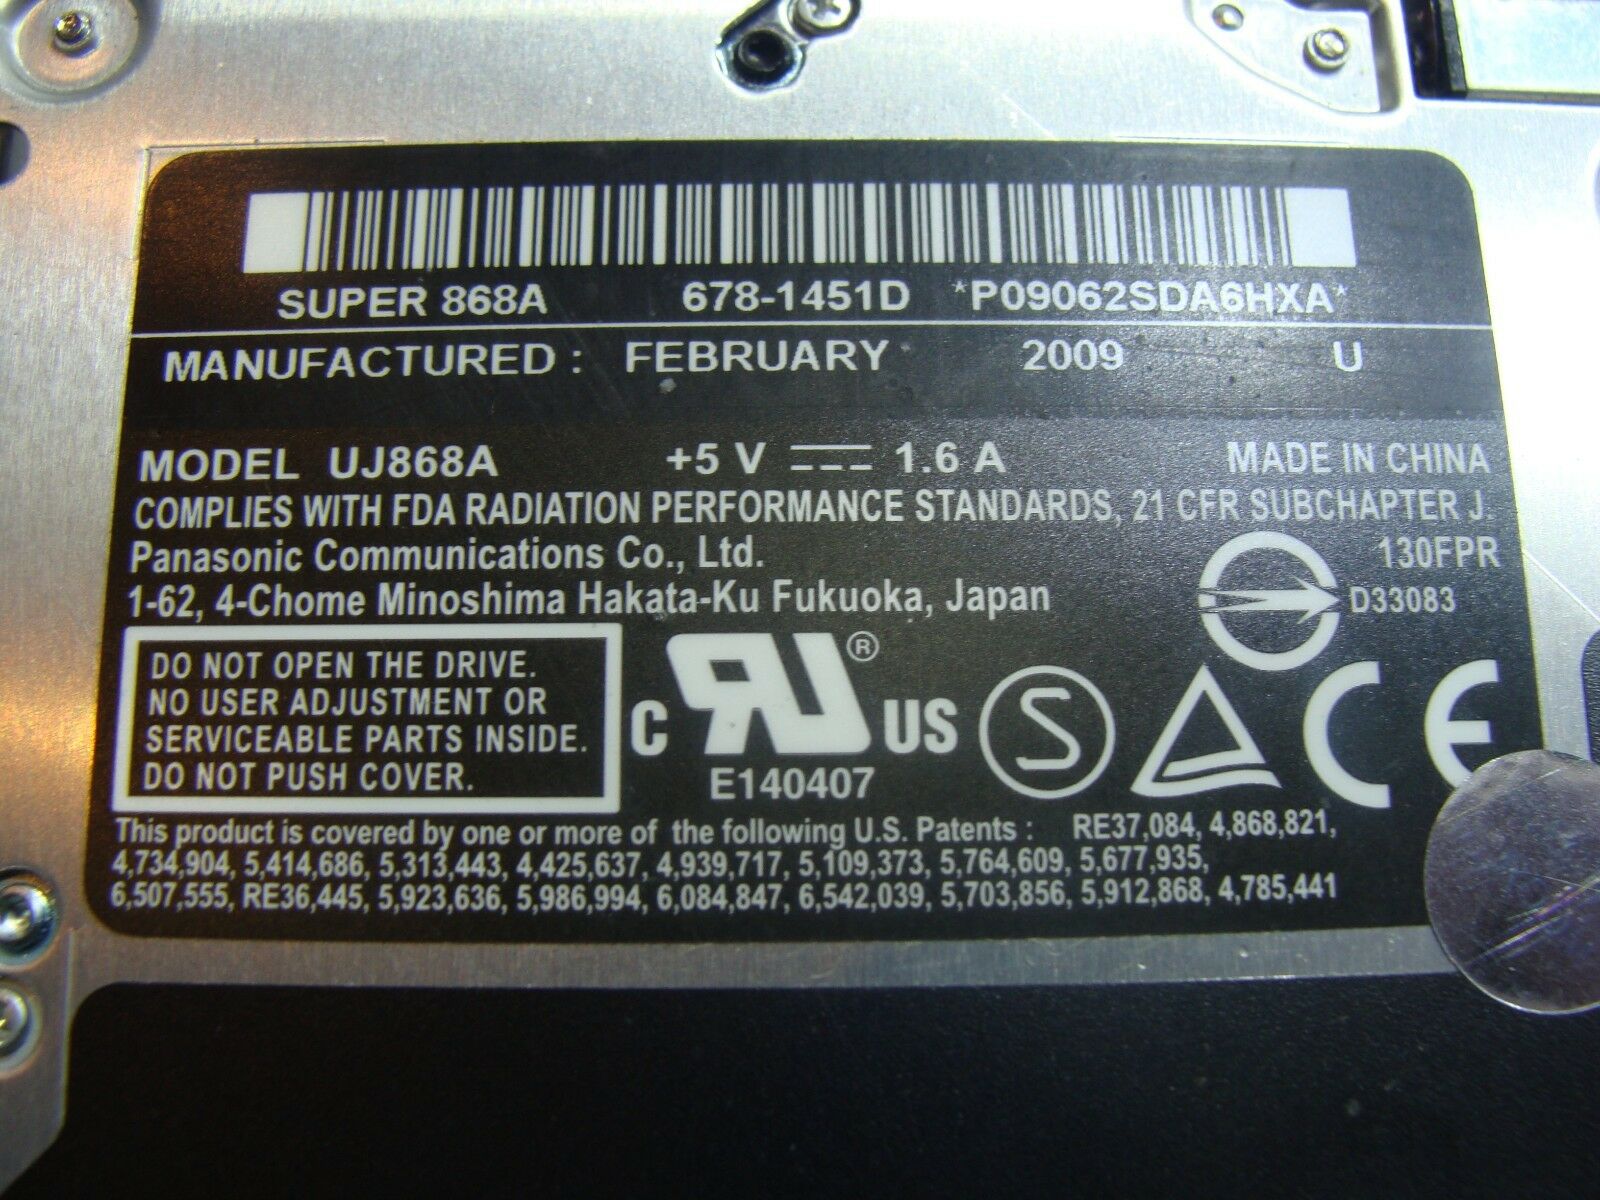 SUPER 868A 678-1451D *P09062SDA6HXA*
MANUFACTURED : FEBRUARY 2009 U
MODEL UJ868A +5 V 1.6 A MADE IN CHINA
COMPLIES WITH FDA RADIATION PERFORMANCE STANDARDS, 21 CFR SUBCHAPTER J.
Panasonic Communications Co., Ltd. 130FPR
1-62, 4-Chome Minoshima Hakata-Ku Fukuoka, Japan D33083
DO NOT OPEN THE DRIVE.
NO USER ADJUSTMENT OR
SERVICEABLE PARTS INSIDE.
DO NOT PUSH COVER.
C RU ® US S CE
E140407
This product is covered by one or more of the following U.S. Patents : RE37,084, 4,868,821,
4,734,904, 5,414,686, 5,313,443, 4,425,637, 4,939,717, 5,109,373, 5,764,609, 5,677,935,
6,507,555, RE36,445, 5,923,636, 5,986,994, 6,084,847, 6,542,039, 5,703,856, 5,912,868, 4,785,441